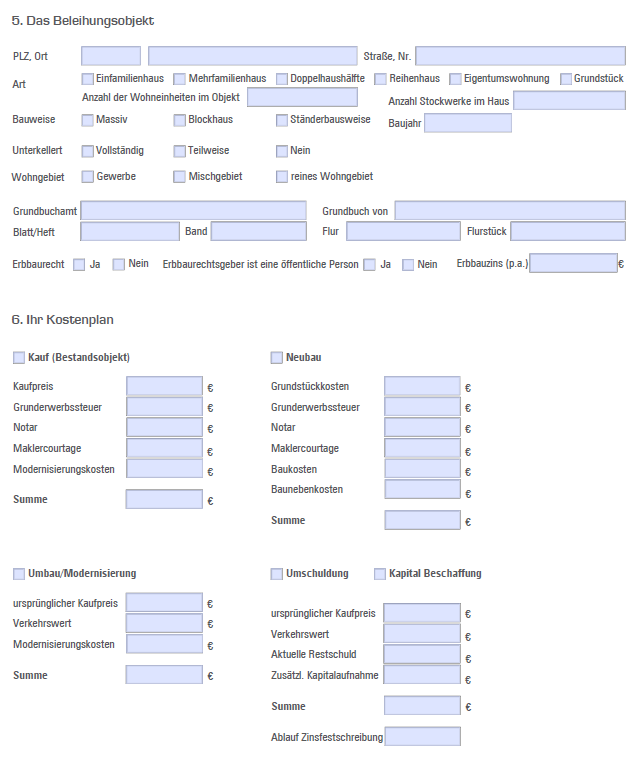 5. Das Beleihungsobjekt
PLZ, Ort Straße, Nr.
Art Einfamilienhaus Mehrfamilienhaus Doppelhaushälfte Reihenhaus Eigentumswohnung Grundstück
Anzahl der Wohneinheiten im Objekt Anzahl Stockwerke im Haus
Bauweise Massiv Blockhaus Ständerbausweise Baujahr
Unterkellert Vollständig Teilweise Nein
Wohngebiet Gewerbe Mischgebiet reines Wohngebiet
Grundbuchamt Grundbuch von
Blatt/Heft Band Flur Flurstück
Erbbaurecht Ja Nein Erbbaurechtsgeber ist eine öffentliche Person Ja Nein Erbbauzins (p.a.) €
6. Ihr Kostenplan
Kauf (Bestandsobjekt)
Kaufpreis €
Grunderwerbssteuer €
Notar €
Maklercourtage €
Modernisierungskosten €
Summe €
Neubau
Grundstückkosten €
Grunderwerbssteuer €
Notar €
Maklercourtage €
Baukosten €
Baunebenkosten €
Summe €
Umbau/Modernisierung
ursprünglicher Kaufpreis €
Verkehrswert €
Modernisierungskosten €
Summe €
Umschuldung Kapital Beschaffung
ursprünglicher Kaufpreis €
Verkehrswert €
Aktuelle Restschuld €
Zusätzl. Kapitalaufnahme €
Summe €
Ablauf Zinsfestschreibung